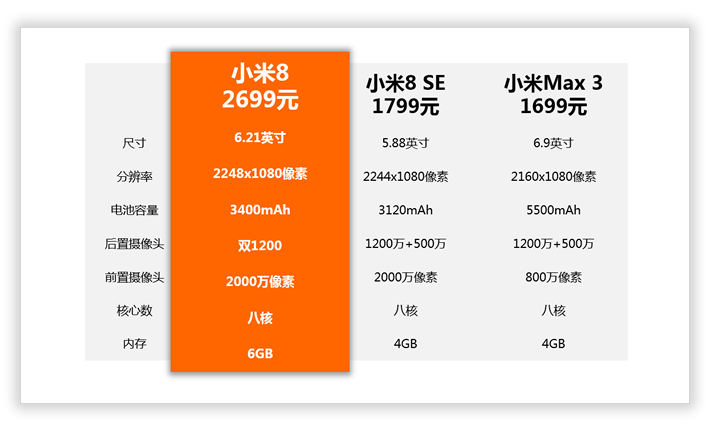 小米8 小米8 SE 小米Max 3
2699元 1799元 1699元
尺寸 6.21英寸 5.88英寸 6.9英寸
分辨率 2248x1080像素 2244x1080像素 2160x1080像素
电池容量 3400mAh 3120mAh 5500mAh
后置摄像头 双1200 1200万+500万 1200万+500万
前置摄像头 2000万像素 2000万像素 800万像素
核心数 八核 八核 八核
内存 6GB 4GB 4GB